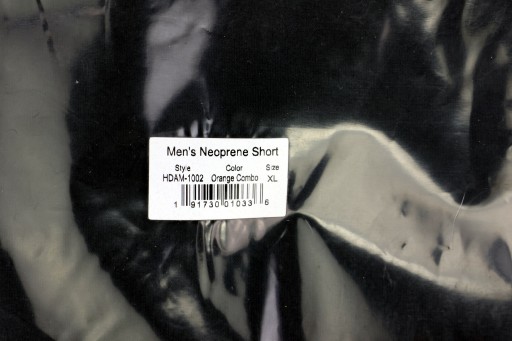 Men's Neoprene Short
Style Color Size
HDAM-1002 Orange Combo XL
1 91730 01033 6